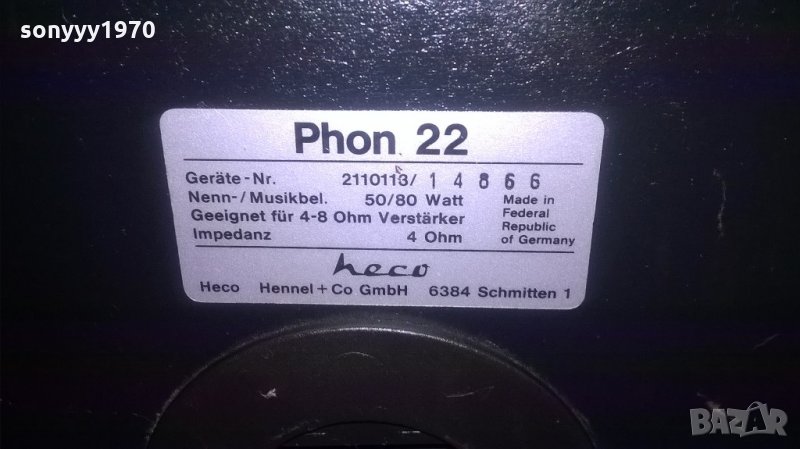 sonyyy1970
Phon 22
Geräte-Nr. 2110113/ 1 4 8 6 6
Nenn-/Musikbel. 50/80 Watt
Geeignet für 4-8 Ohm Verstärker
Impedanz 4 Ohm
Made in
Federal
Republic
of Germany
heco
Heco Hennel+Co GmbH 6384 Schmitten 1
BAZAR